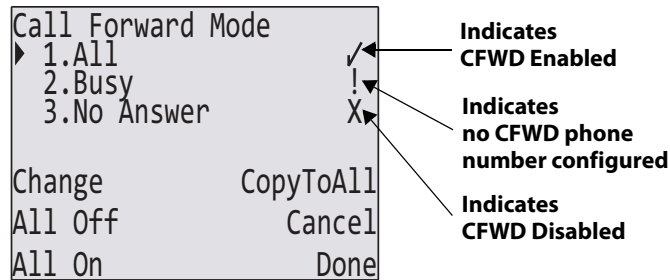 Call Forward Mode
1.All ✓
2.Busy !
3.No Answer X
Change CopyToAll
All Off Cancel
All On Done
Indicates
CFWD Enabled
Indicates
no CFWD phone
number configured
Indicates
CFWD Disabled